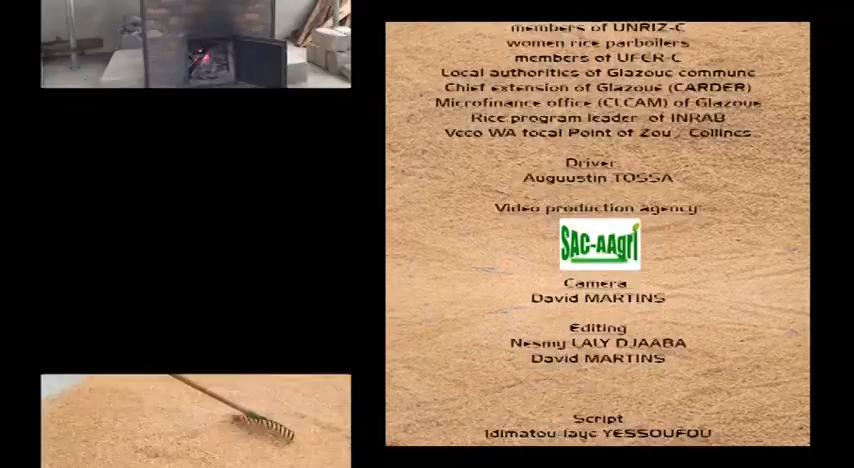 members of UNRIZ-C
women rice parboilers
members of UFER-C
Local authorities of Glazoue commune
Chief extension of Glazoue (CARDER)
Microfinance office (CLCAM) of Glazoue
Rice program leader of INRAB
Veco WA focal Point of Zou / Collines
Driver
Auguustin TOSSA
Video production agency
SAC-AAgri
Camera
David MARTINS
Editing
Nesmy LALY DJAABA
David MARTINS
Script
Idimatou Iaye YESSOUFOU